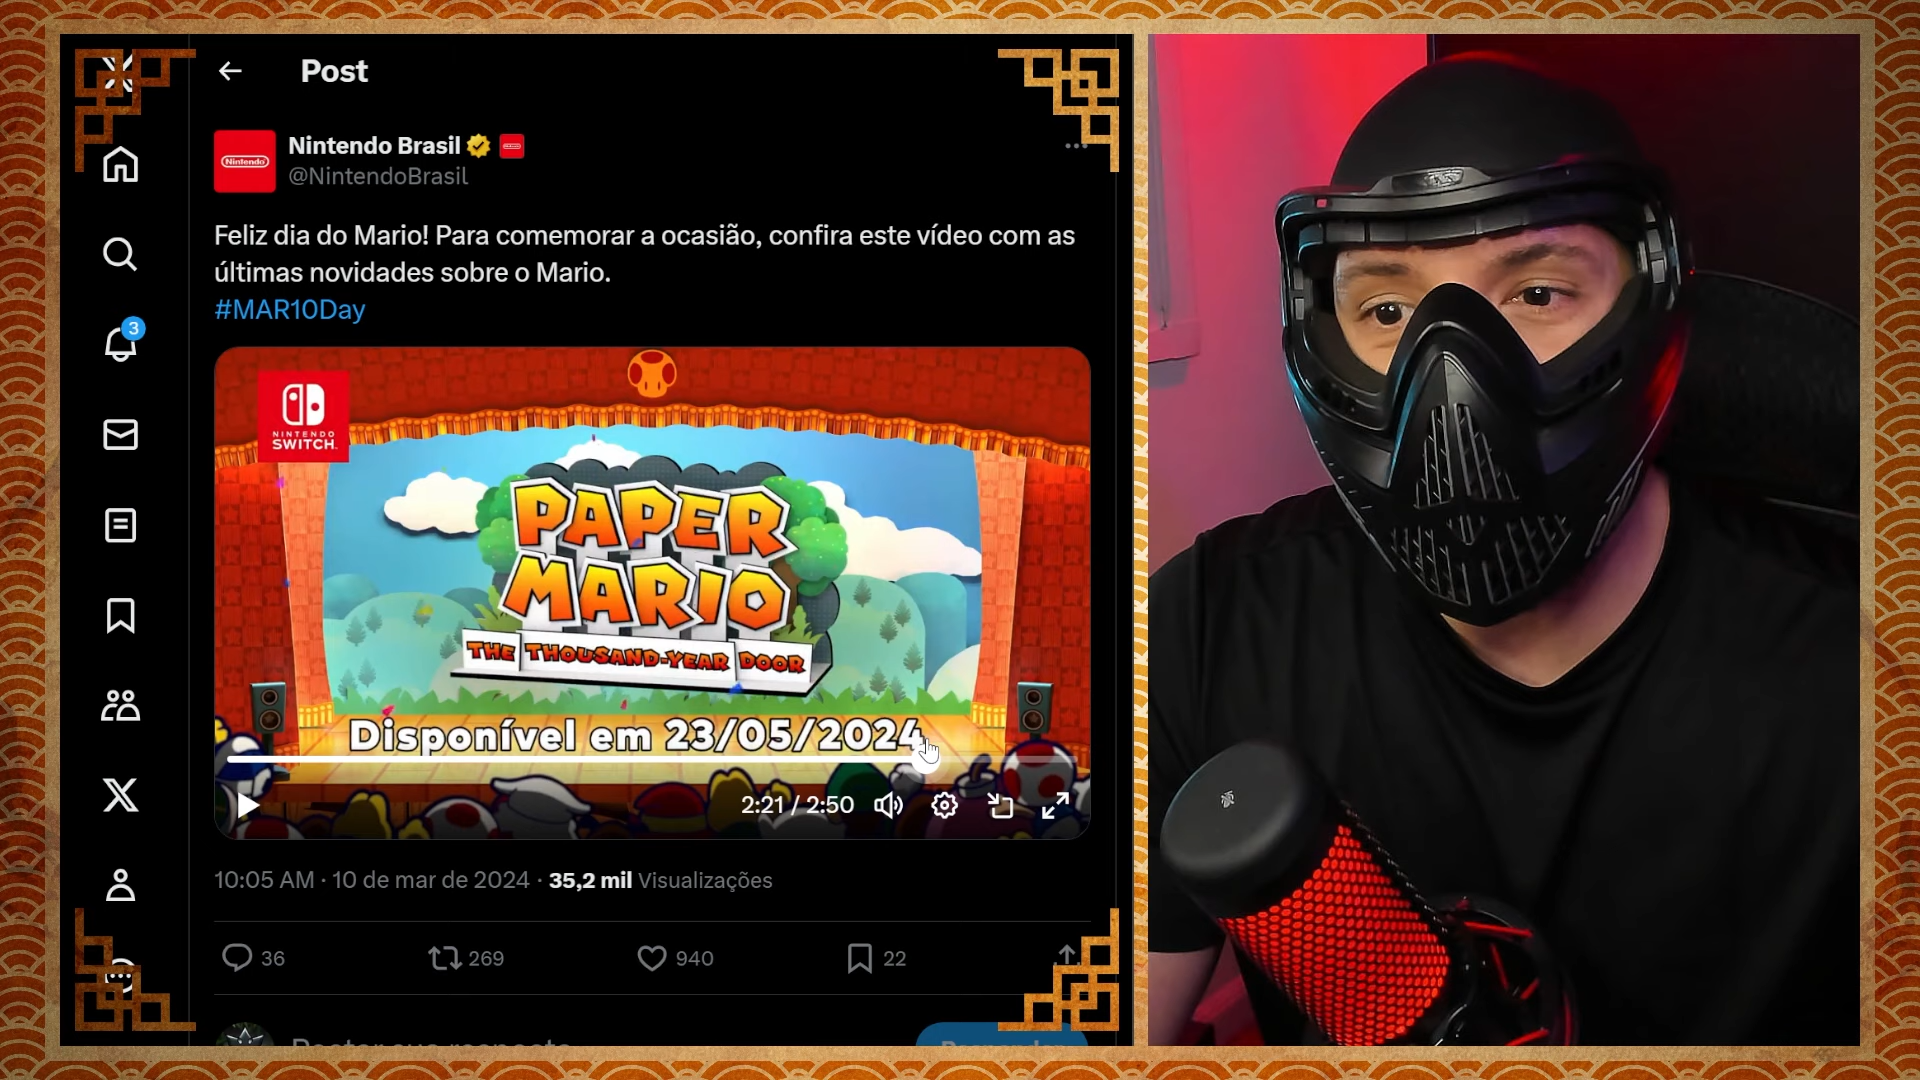 Post
Nintendo Brasil
@NintendoBrasil
Nintendo
Feliz dia do Mario! Para comemorar a ocasião, confira este vídeo com as
últimas novidades sobre o Mario.
#MAR10Day
3
NINTENDO
SWITCH
PAPER
MARIO
THE THOUSAND-YEAR DOOR
Disponível em 23/05/2024
2:21 / 2:50
10:05 AM · 10 de mar de 2024 · 35,2 mil Visualizações
36
269
940
22